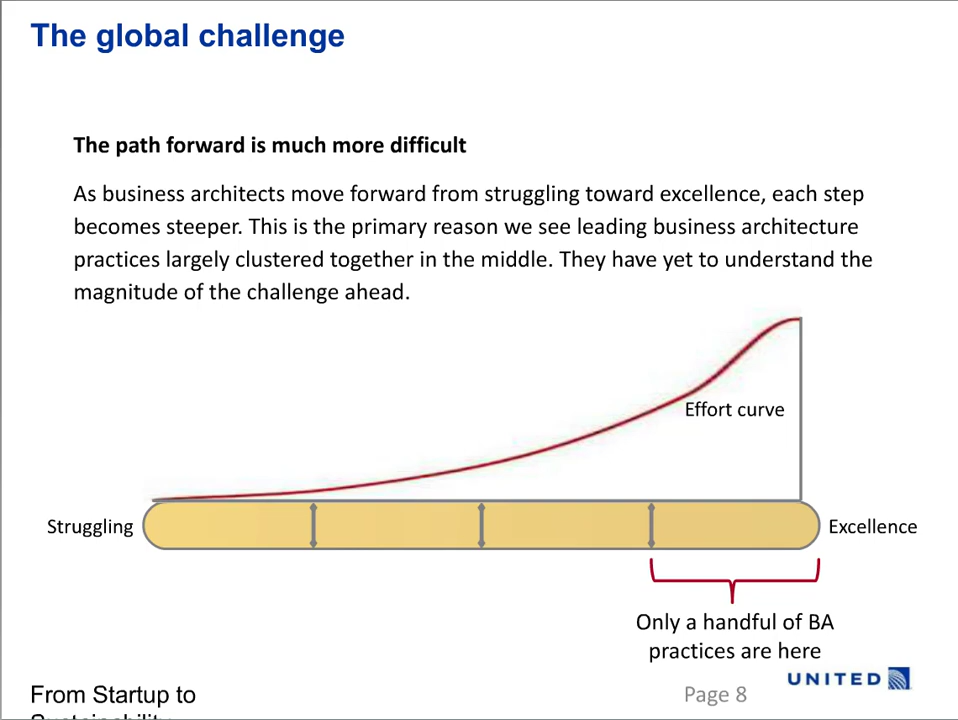 The global challenge
The path forward is much more difficult
As business architects move forward from struggling toward excellence, each step
becomes steeper. This is the primary reason we see leading business architecture
practices largely clustered together in the middle. They have yet to understand the
magnitude of the challenge ahead.
Effort curve
Struggling
Excellence
Only a handful of BA
practices are here
UNITED
From Startup to
Page 8